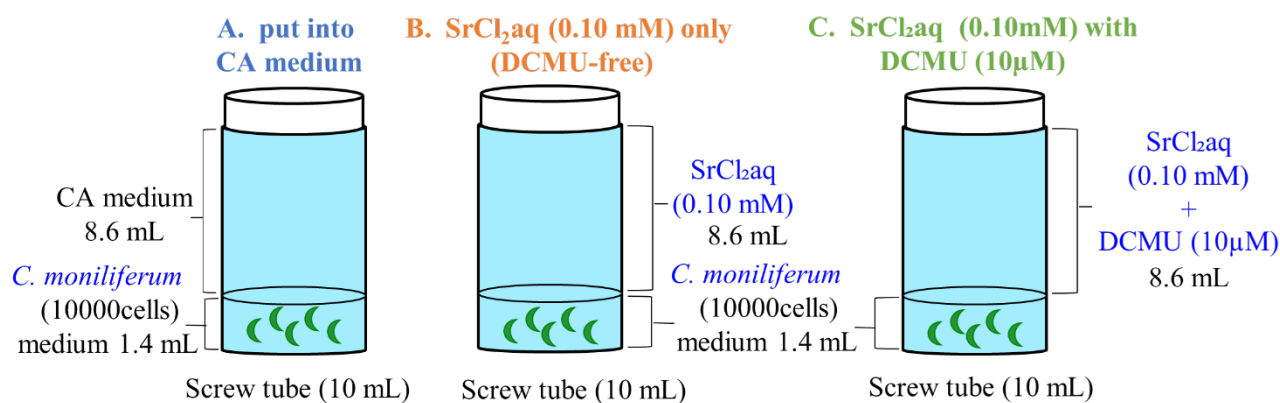 A. put into
CA medium
B. SrCl₂aq (0.10 mM) only
(DCMU-free)
C. SrCl₂aq (0.10mM) with
DCMU (10µM)
CA medium
8.6 mL
C. moniliferum
(10000cells)
medium 1.4 mL
Screw tube (10 mL)
SrCl₂aq
(0.10 mM)
8.6 mL
C. moniliferum
(10000cells)
medium 1.4 mL
Screw tube (10 mL)
SrCl₂aq
(0.10 mM)
+
DCMU (10µM)
8.6 mL
Screw tube (10 mL)